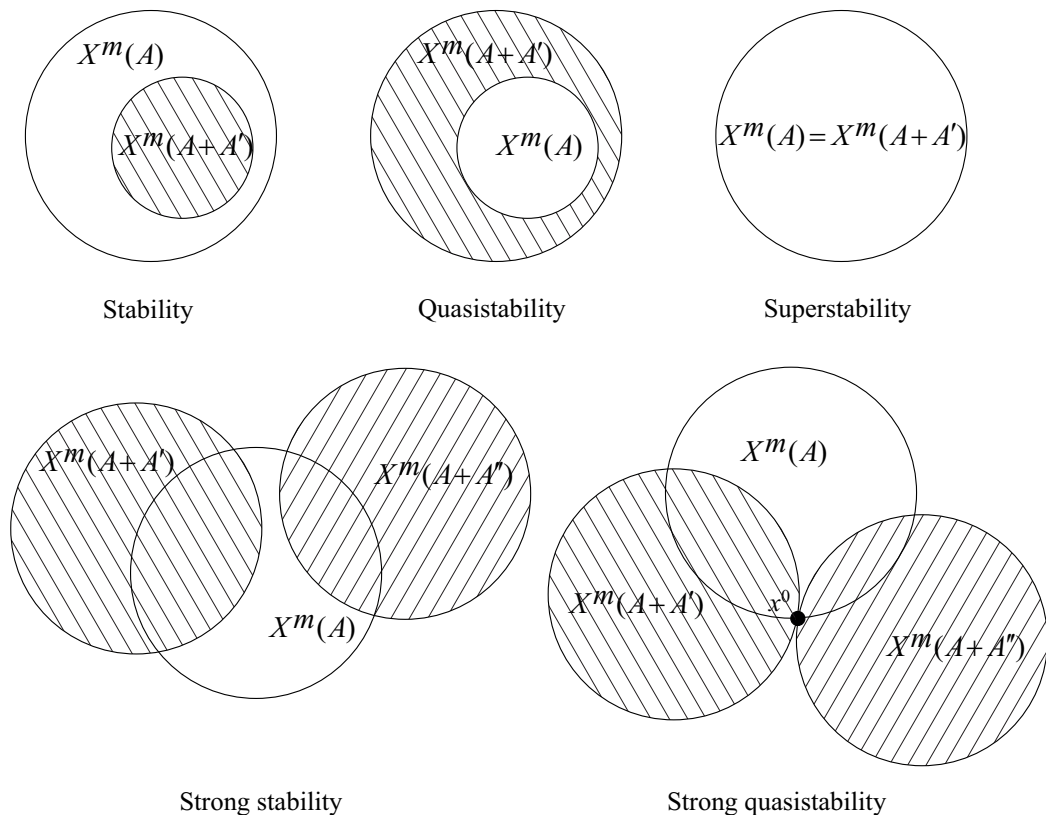 X^m(A)
X^m(A+A′)
X^m(A+A′)
X^m(A)
X^m(A) = X^m(A+A′)
Stability
Quasistability
Superstability
X^m(A+A′)
X^m(A+A″)
X^m(A)
X^m(A)
X^m(A+A′)
x^0
X^m(A+A″)
Strong stability
Strong quasistability